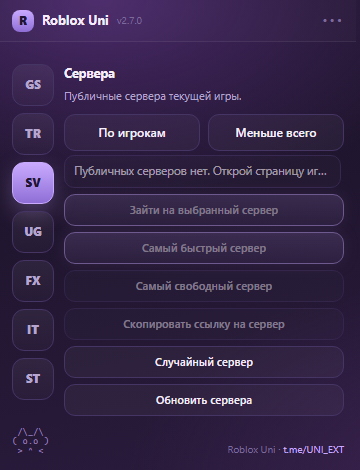 R Roblox Uni v2.7.0 •••
GS
TR
SV
UG
FX
IT
ST
Сервера
Публичные сервера текущей игры.
По игрокам Меньше всего
Публичных серверов нет. Открой страницу иг...
Зайти на выбранный сервер
Самый быстрый сервер
Самый свободный сервер
Скопировать ссылку на сервер
Случайный сервер
Обновить сервера
/\_/\
( o.o )
> ^ <
Roblox Uni · t.me/UNI_EXT